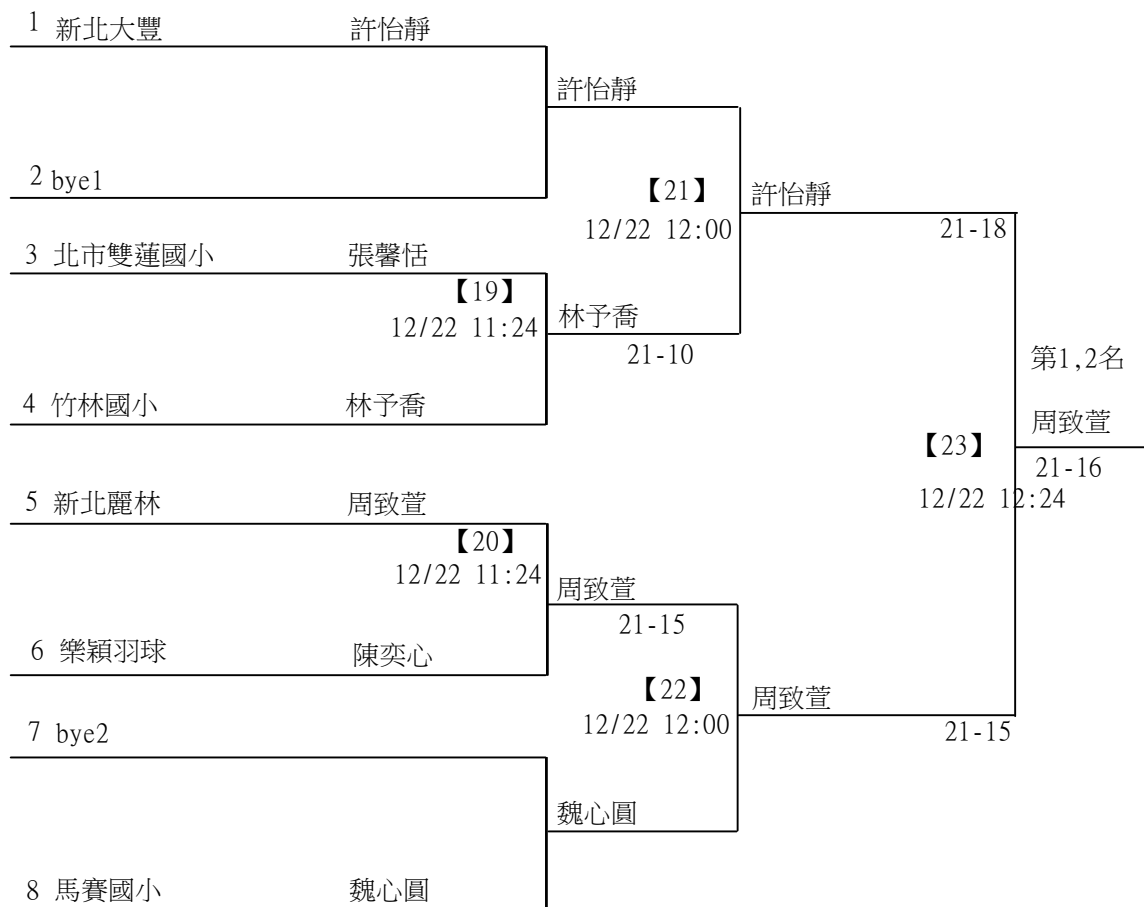 1 新北大豐 許怡靜
許怡靜
2 bye1
【21】
12/22 12:00
許怡靜
21-18
3 北市雙蓮國小 張馨恬
【19】
12/22 11:24
林予喬
21-10
4 竹林國小 林予喬
第1,2名
周致萱
21-16
【23】
12/22 12:24
5 新北麗林 周致萱
【20】
12/22 11:24
周致萱
21-15
6 樂穎羽球 陳奕心
【22】
12/22 12:00
周致萱
21-15
7 bye2
魏心圓
8 馬賽國小 魏心圓